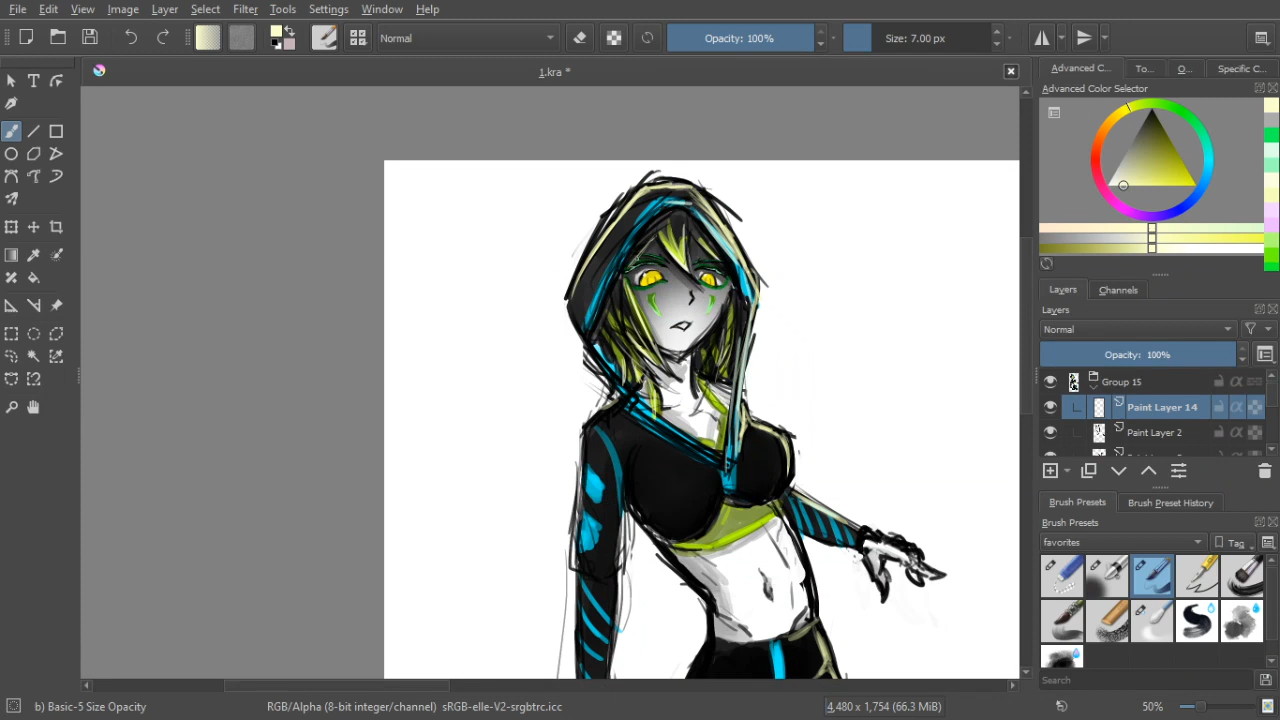 File Edit View Image Layer Select Filter Tools Settings Window Help
Normal Opacity: 100% Size: 7.00 px
1.kra *
Advanced C... To... O... Specific C...
Advanced Color Selector
Layers Channels
Layers
Normal
Opacity: 100%
Group 15
Paint Layer 14
Paint Layer 2
Brush Presets Brush Preset History
Brush Presets
favorites Tag
Search
b) Basic-5 Size Opacity RGB/Alpha (8-bit integer/channel) sRGB-elle-V2-srgbtrc.icc 4,480 x 1,754 (66.3 MiB) 50%